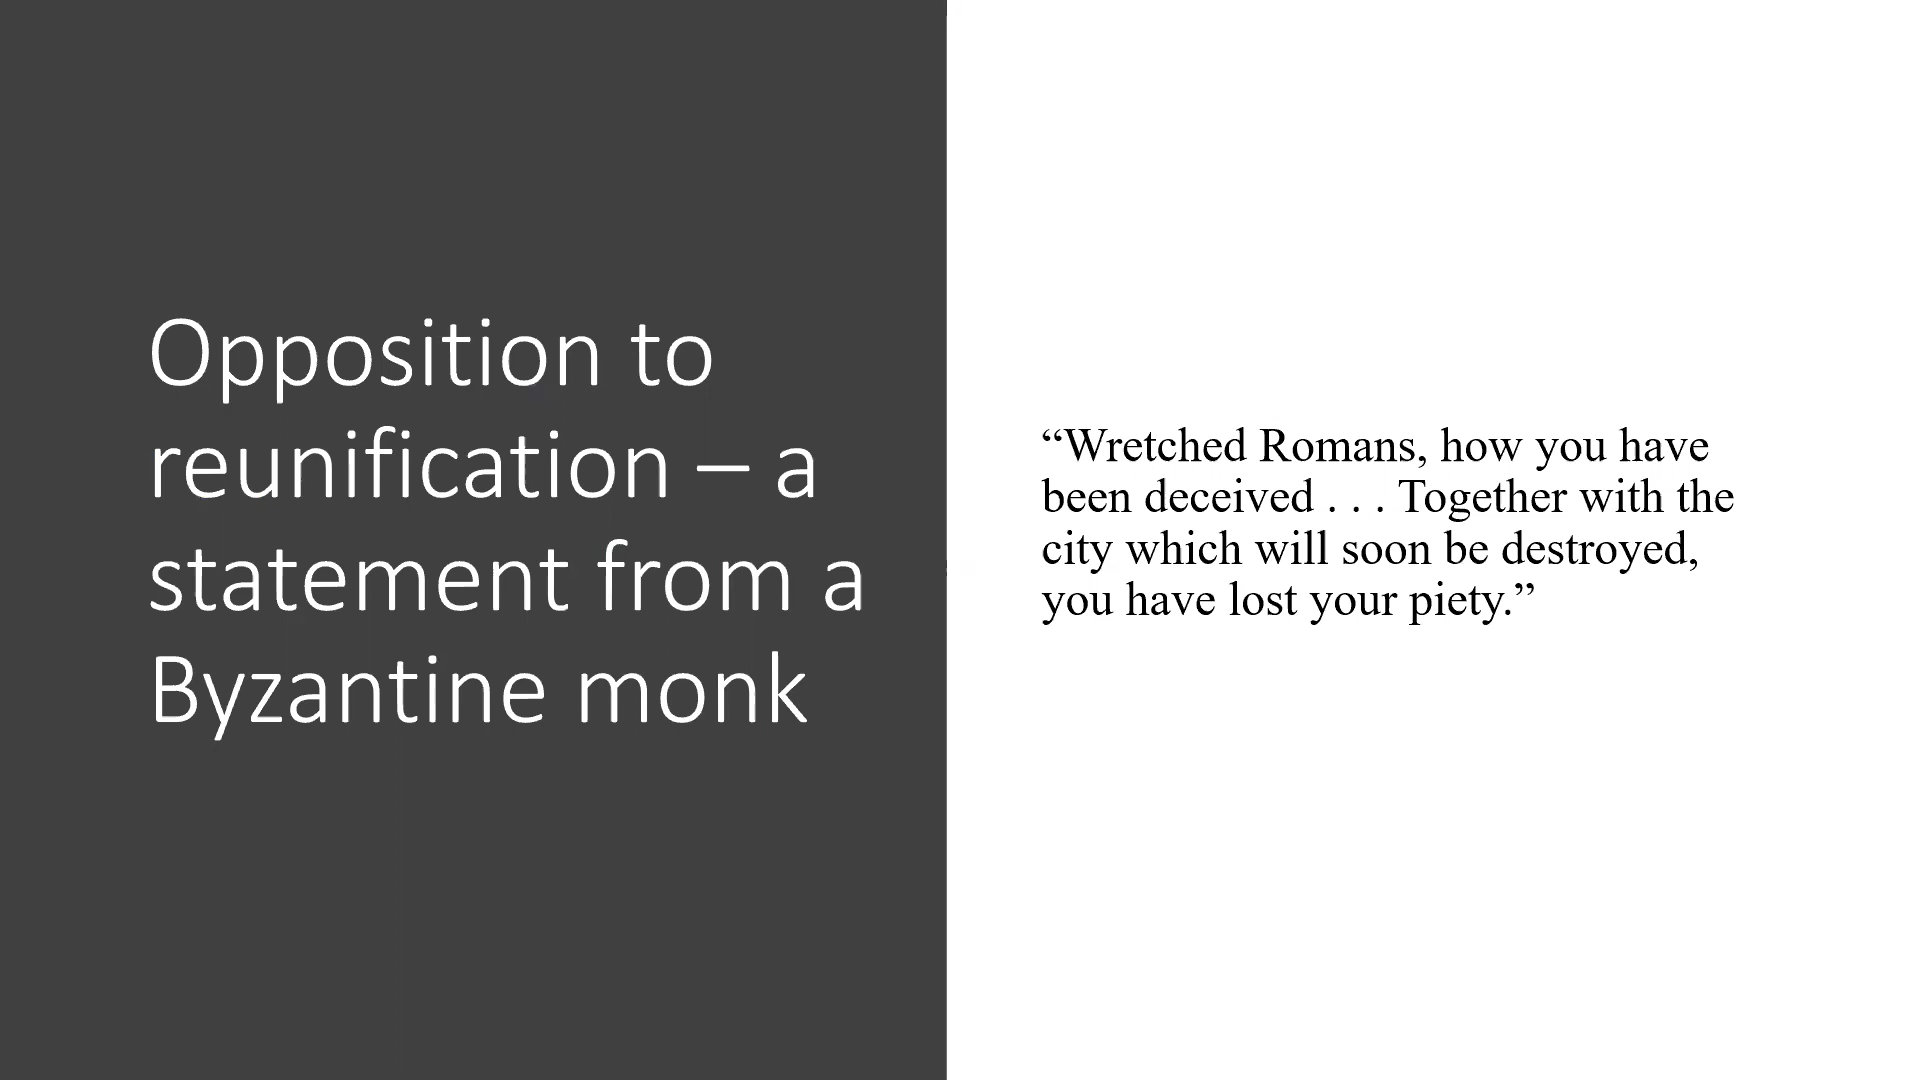 Opposition to
reunification – a
statement from a
Byzantine monk
“Wretched Romans, how you have
been deceived . . . Together with the
city which will soon be destroyed,
you have lost your piety.”